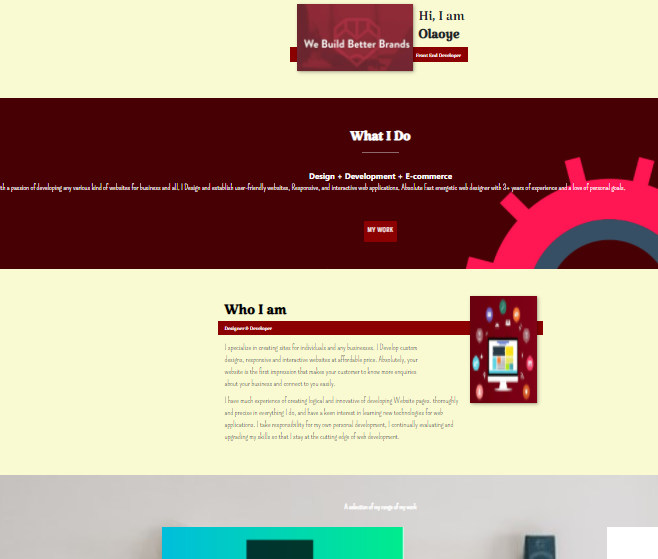 Hi, I am
Olaoye
We Build Better Brands
Front End Developer
What I Do
Design + Development + E-commerce
th a passion of developing any various kind of websites for business and all, I Design and establish user-friendly websites, Responsive, and interactive web applications. Absolute Fast energetic web designer with 3+ years of experience and a love of personal goals.
MY WORK
Who I am
Designer & Developer
I specialize in creating sites for individuals and any businesses. I Develop custom
designs, responsive and interactive websites at affordable price. Absolutely, your
website is the first impression that makes your customer to know more enquiries
about your business and connect to you easily.
I have much experience of creating logical and innovative of developing Website pages, thoroughly
and precise in everything I do, and have a keen interest in learning new technologies for web
applications. I take responsibility for my own personal development, I continually evaluating and
upgrading my skills so that I stay at the cutting edge of web development.
A selection of my range of my work